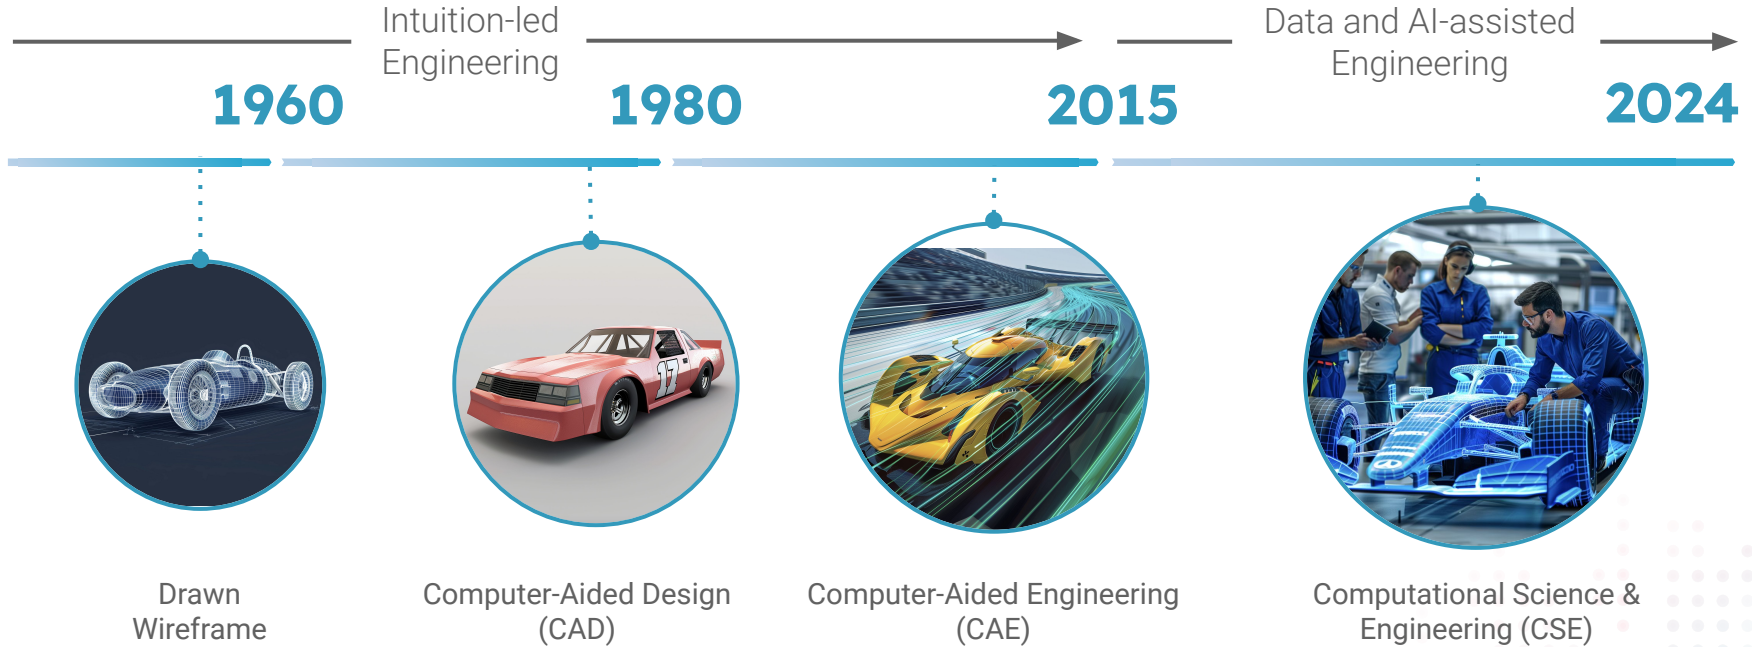 Intuition-led
Engineering
Data and AI-assisted
Engineering
1960
1980
2015
2024
17
Drawn
Wireframe
Computer-Aided Design
(CAD)
Computer-Aided Engineering
(CAE)
Computational Science &
Engineering (CSE)